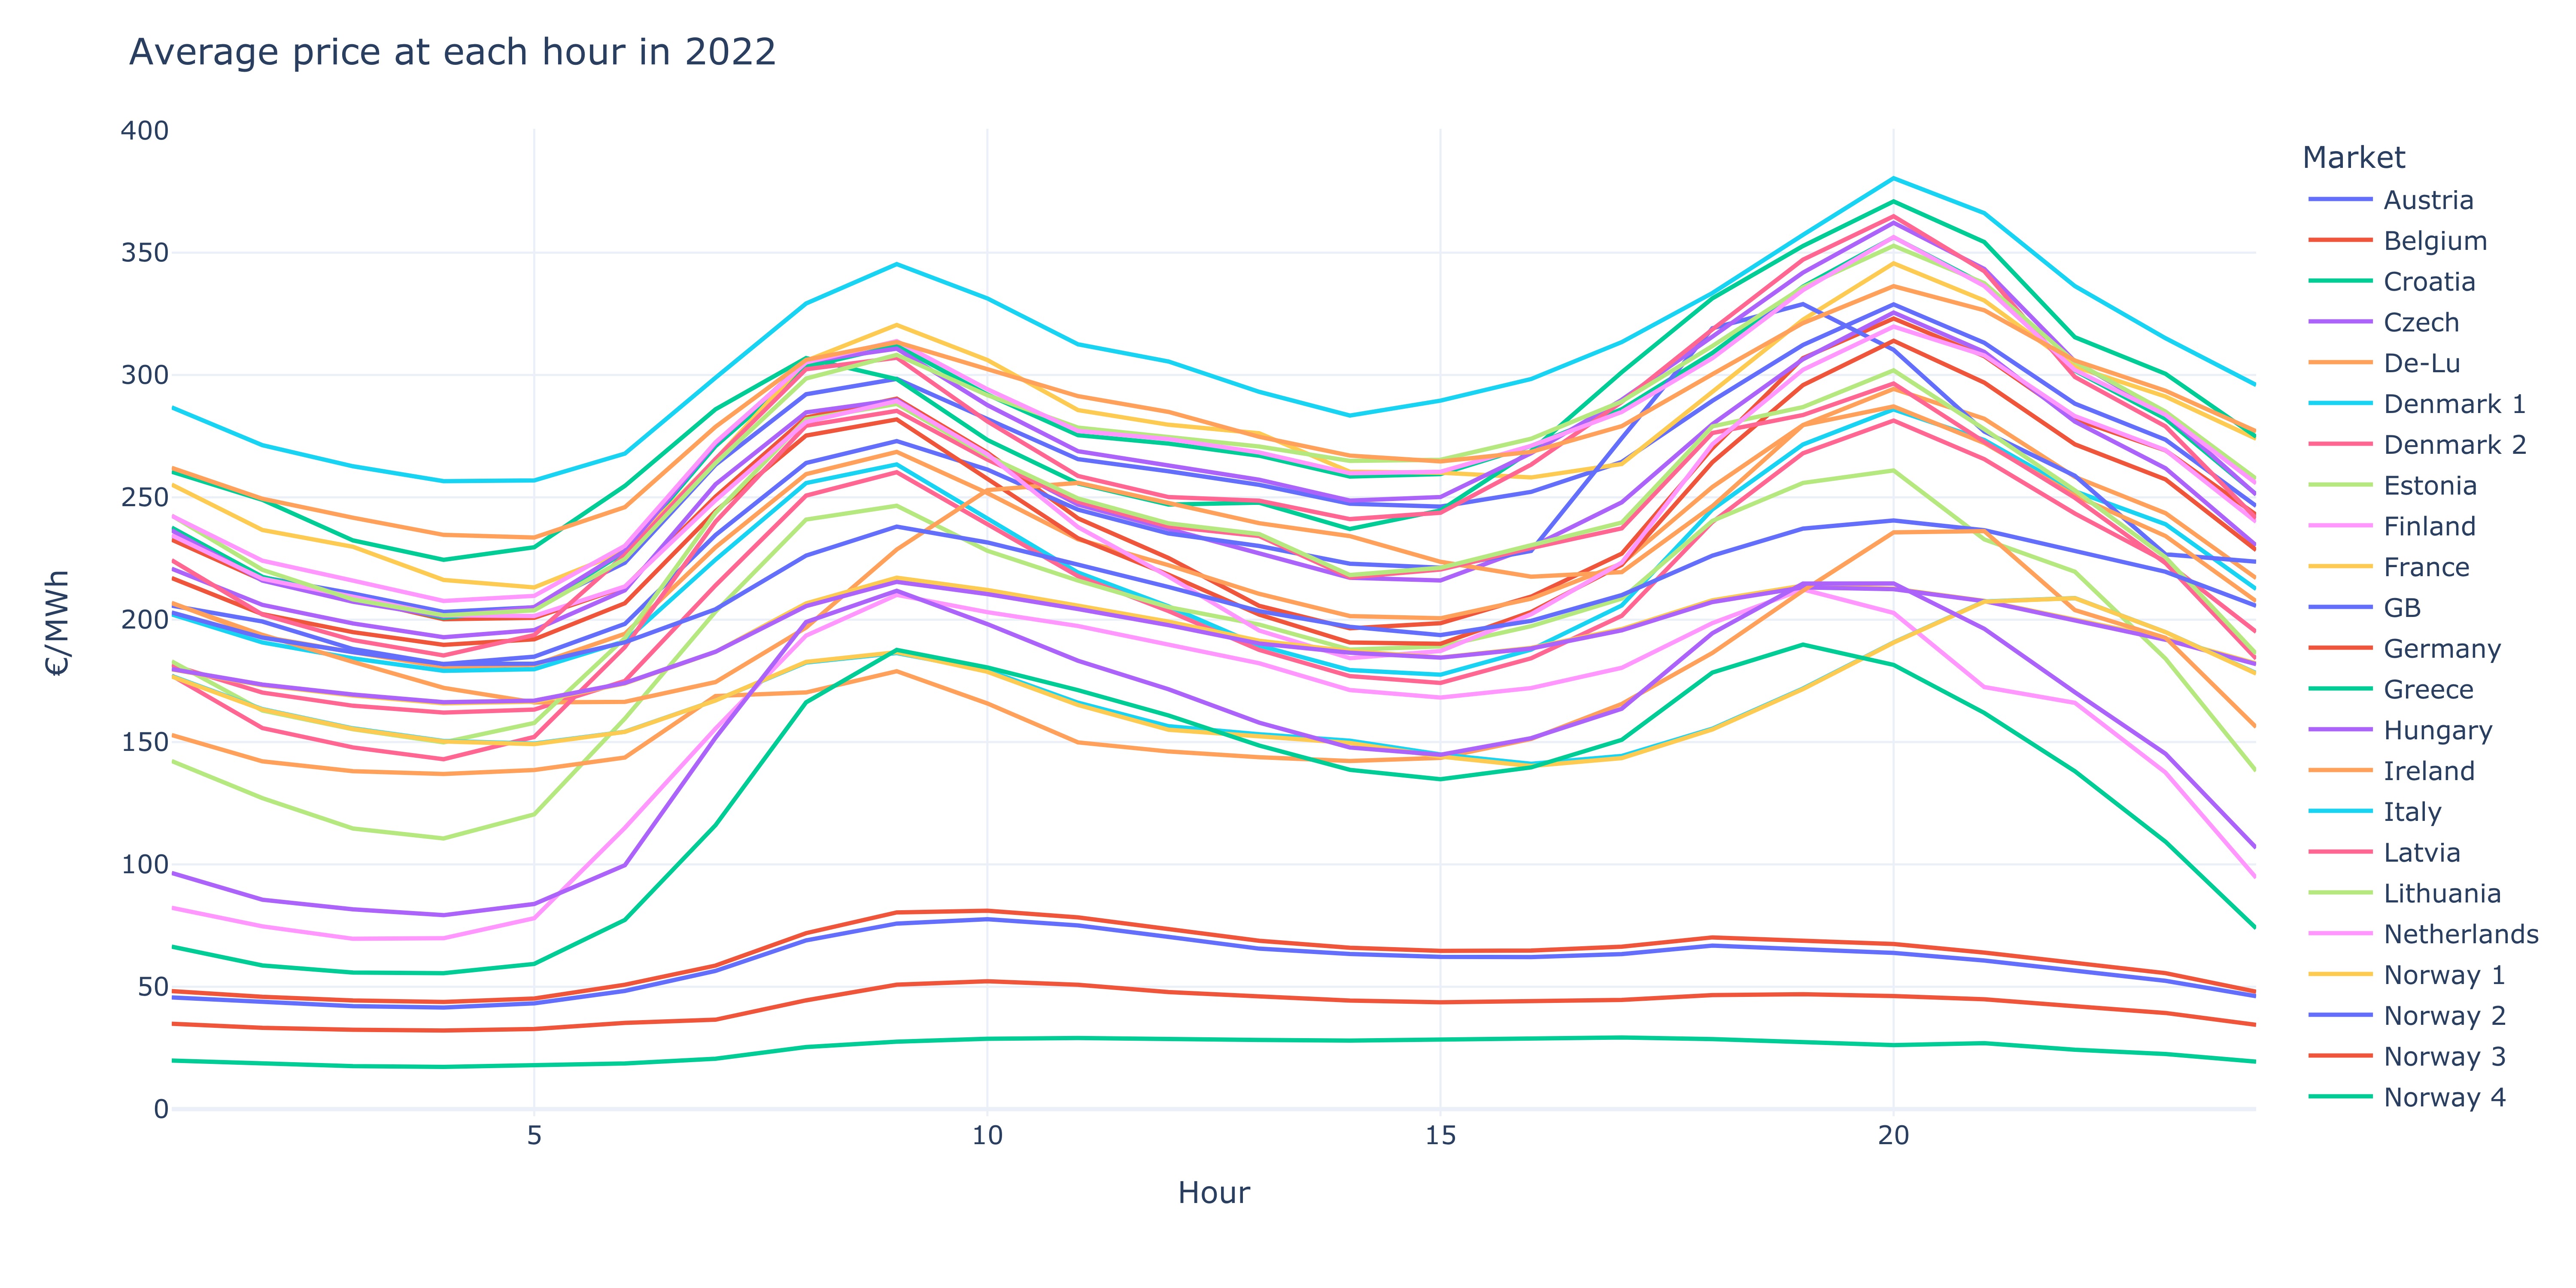 Average price at each hour in 2022
400
350
300
250
200
150
100
50
0
€/MWh
5 10 15 20
Hour
Market
Austria
Belgium
Croatia
Czech
De-Lu
Denmark 1
Denmark 2
Estonia
Finland
France
GB
Germany
Greece
Hungary
Ireland
Italy
Latvia
Lithuania
Netherlands
Norway 1
Norway 2
Norway 3
Norway 4